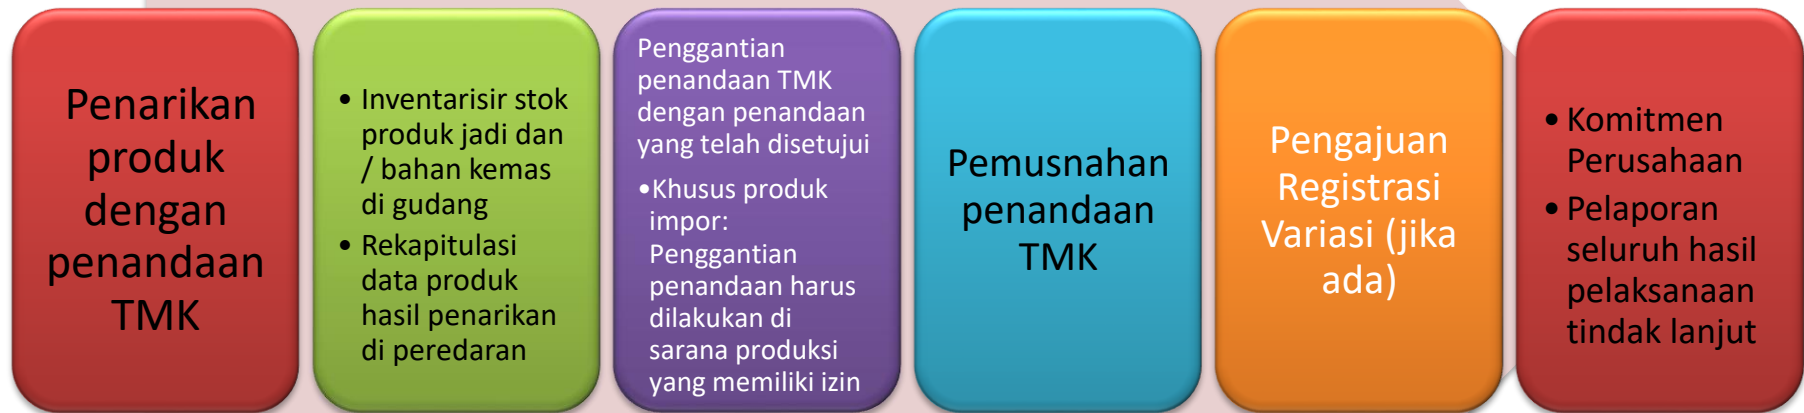 Penarikan
produk
dengan
penandaan
TMK
• Inventarisir stok
produk jadi dan
/ bahan kemas
di gudang
• Rekapitulasi
data produk
hasil penarikan
di peredaran
Penggantian
penandaan TMK
dengan penandaan
yang telah disetujui
•Khusus produk
impor:
Penggantian
penandaan harus
dilakukan di
sarana produksi
yang memiliki izin
Pemusnahan
penandaan
TMK
Pengajuan
Registrasi
Variasi (jika
ada)
• Komitmen
Perusahaan
• Pelaporan
seluruh hasil
pelaksanaan
tindak lanjut